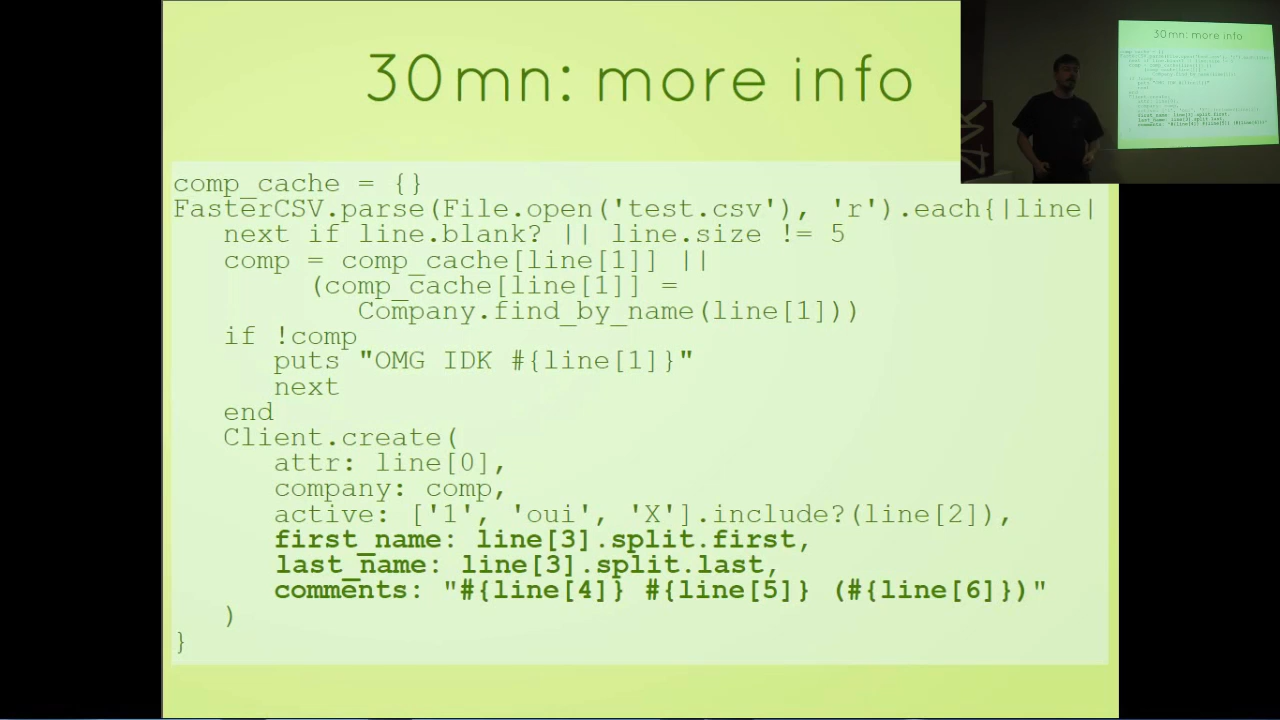 30mn: more info
comp_cache = {}
FasterCSV.parse(File.open('test.csv'), 'r').each{|line|
next if line.blank? || line.size != 5
comp = comp_cache[line[1]] ||
(comp_cache[line[1]] =
Company.find_by_name(line[1]))
if !comp
puts "OMG IDK #{line[1]}"
next
end
Client.create(
attr: line[0],
company: comp,
active: ['1', 'oui', 'X'].include?(line[2]),
first_name: line[3].split.first,
last_name: line[3].split.last,
comments: "#{line[4]} #{line[5]} (#{line[6]})"
)
}
30mn: more info